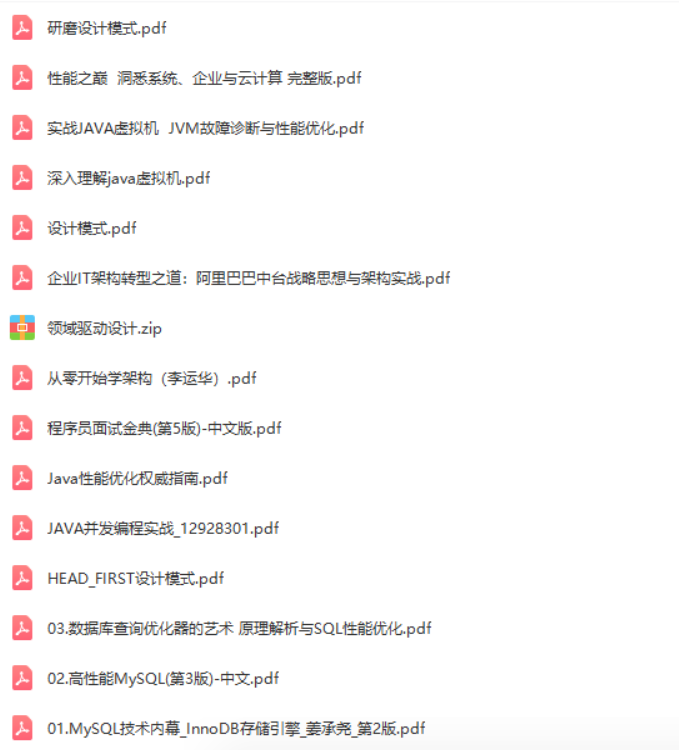 研磨设计模式.pdf
性能之巅 洞悉系统、企业与云计算 完整版.pdf
实战JAVA虚拟机 JVM故障诊断与性能优化.pdf
深入理解java虚拟机.pdf
设计模式.pdf
企业IT架构转型之道：阿里巴巴中台战略思想与架构实战.pdf
领域驱动设计.zip
从零开始学架构（李运华）.pdf
程序员面试金典(第5版)-中文版.pdf
Java性能优化权威指南.pdf
JAVA并发编程实战_12928301.pdf
HEAD_FIRST设计模式.pdf
03.数据库查询优化器的艺术 原理解析与SQL性能优化.pdf
02.高性能MySQL(第3版)-中文.pdf
01.MySQL技术内幕_InnoDB存储引擎_姜承尧_第2版.pdf